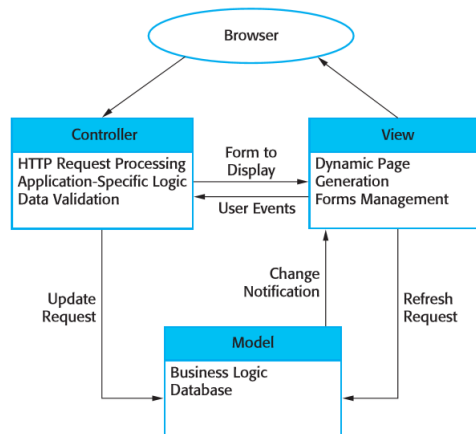 Browser
Controller
HTTP Request Processing
Application-Specific Logic
Data Validation
Form to
Display
User Events
View
Dynamic Page
Generation
Forms Management
Update
Request
Change
Notification
Refresh
Request
Model
Business Logic
Database